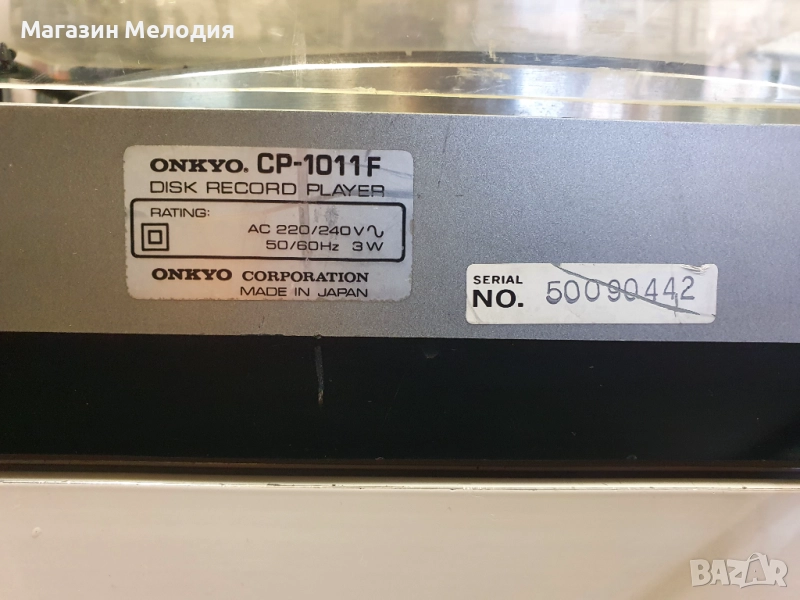 Магазин Мелодия
ONKYO. CP-1011F
DISK RECORD PLAYER
RATING:
AC 220/240V∿
50/60Hz 3W
ONKYO CORPORATION
MADE IN JAPAN
SERIAL
NO. 50090442
BAZAR